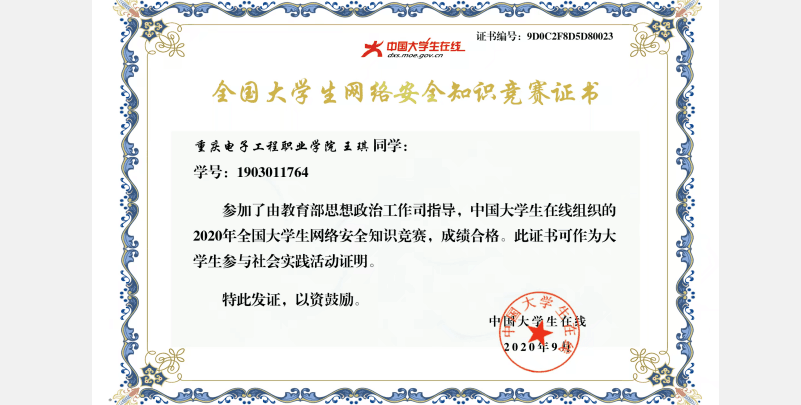 证书编号：9D0C2F8D5D80023
中国大学生在线
dxs.moe.gov.cn
全国大学生网络安全知识竞赛证书
重庆电子工程职业学院 王琪 同学：
学号：1903011764
参加了由教育部思想政治工作司指导，中国大学生在线组织的
2020年全国大学生网络安全知识竞赛，成绩合格。此证书可作为大
学生参与社会实践活动证明。
特此发证，以资鼓励。
中国大学生在线
中国大学生在线
2020年9月